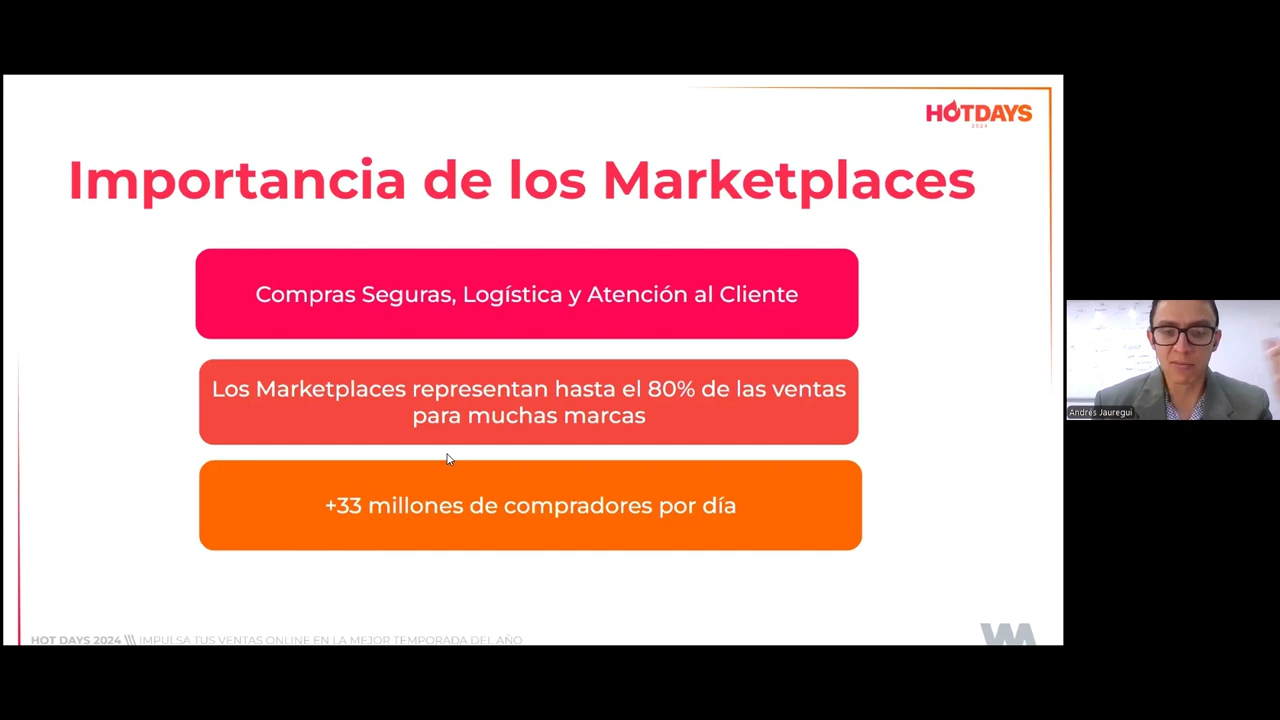 HOTDAYS
2024
Importancia de los Marketplaces
Compras Seguras, Logística y Atención al Cliente
Los Marketplaces representan hasta el 80% de las ventas
para muchas marcas
+33 millones de compradores por día
Andrés Jauregui
HOT DAYS 2024 \\\ IMPULSA TUS VENTAS ONLINE EN LA MEJOR TEMPORADA DEL AÑO